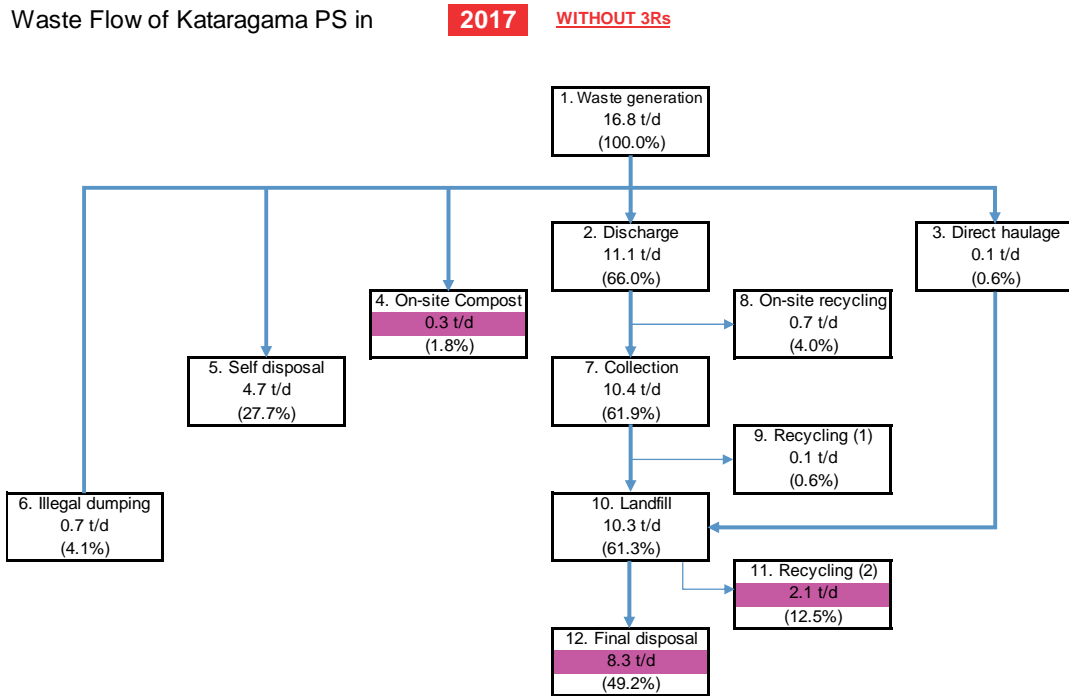 Waste Flow of Kataragama PS in 2017 WITHOUT 3Rs
1. Waste generation
16.8 t/d
(100.0%)
2. Discharge
11.1 t/d
(66.0%)
3. Direct haulage
0.1 t/d
(0.6%)
4. On-site Compost
0.3 t/d
(1.8%)
8. On-site recycling
0.7 t/d
(4.0%)
5. Self disposal
4.7 t/d
(27.7%)
7. Collection
10.4 t/d
(61.9%)
9. Recycling (1)
0.1 t/d
(0.6%)
6. Illegal dumping
0.7 t/d
(4.1%)
10. Landfill
10.3 t/d
(61.3%)
11. Recycling (2)
2.1 t/d
(12.5%)
12. Final disposal
8.3 t/d
(49.2%)